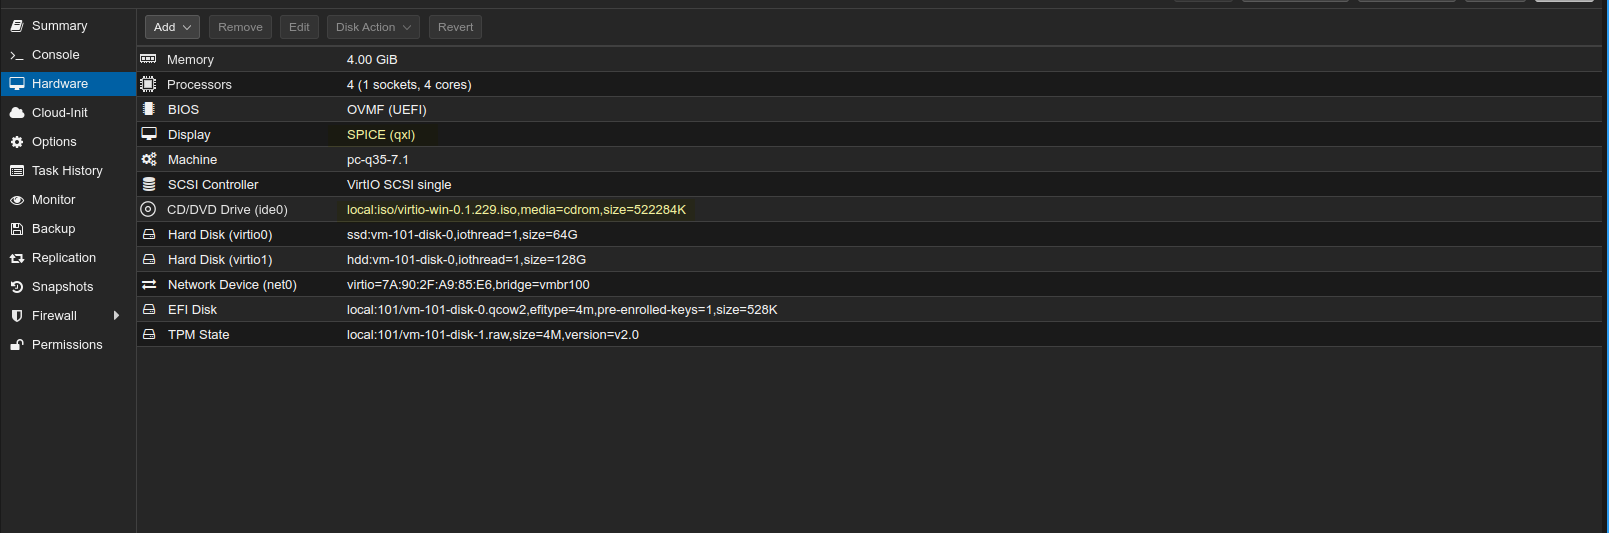 Summary
Console
Hardware
Cloud-Init
Options
Task History
Monitor
Backup
Replication
Snapshots
Firewall
Permissions
Add Remove Edit Disk Action Revert
Memory 4.00 GiB
Processors 4 (1 sockets, 4 cores)
BIOS OVMF (UEFI)
Display SPICE (qxl)
Machine pc-q35-7.1
SCSI Controller VirtIO SCSI single
CD/DVD Drive (ide0) local:iso/virtio-win-0.1.229.iso,media=cdrom,size=522284K
Hard Disk (virtio0) ssd:vm-101-disk-0,iothread=1,size=64G
Hard Disk (virtio1) hdd:vm-101-disk-0,iothread=1,size=128G
Network Device (net0) virtio=7A:90:2F:A9:85:E6,bridge=vmbr100
EFI Disk local:101/vm-101-disk-0.qcow2,efitype=4m,pre-enrolled-keys=1,size=528K
TPM State local:101/vm-101-disk-1.raw,size=4M,version=v2.0